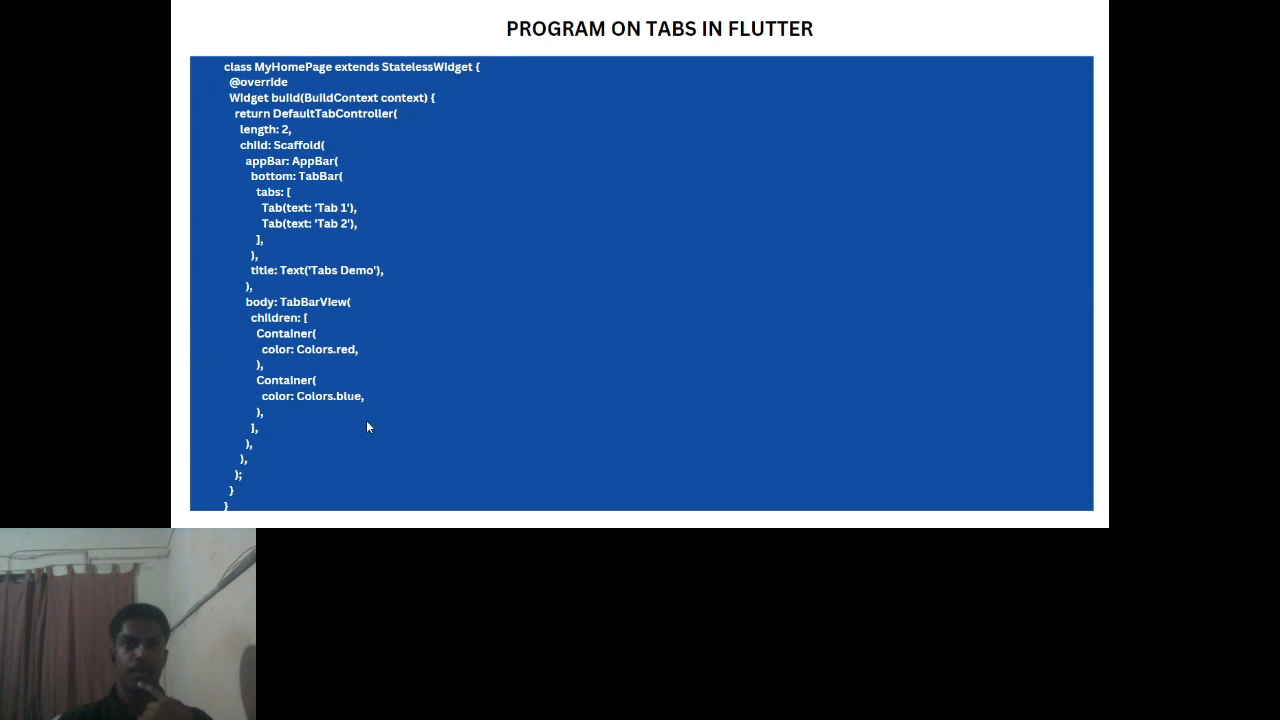 PROGRAM ON TABS IN FLUTTER
class MyHomePage extends StatelessWidget {
@override
Widget build(BuildContext context) {
return DefaultTabController(
length: 2,
child: Scaffold(
appBar: AppBar(
bottom: TabBar(
tabs: [
Tab(text: 'Tab 1'),
Tab(text: 'Tab 2'),
],
),
title: Text('Tabs Demo'),
),
body: TabBarView(
children: [
Container(
color: Colors.red,
),
Container(
color: Colors.blue,
),
],
),
),
);
}
}